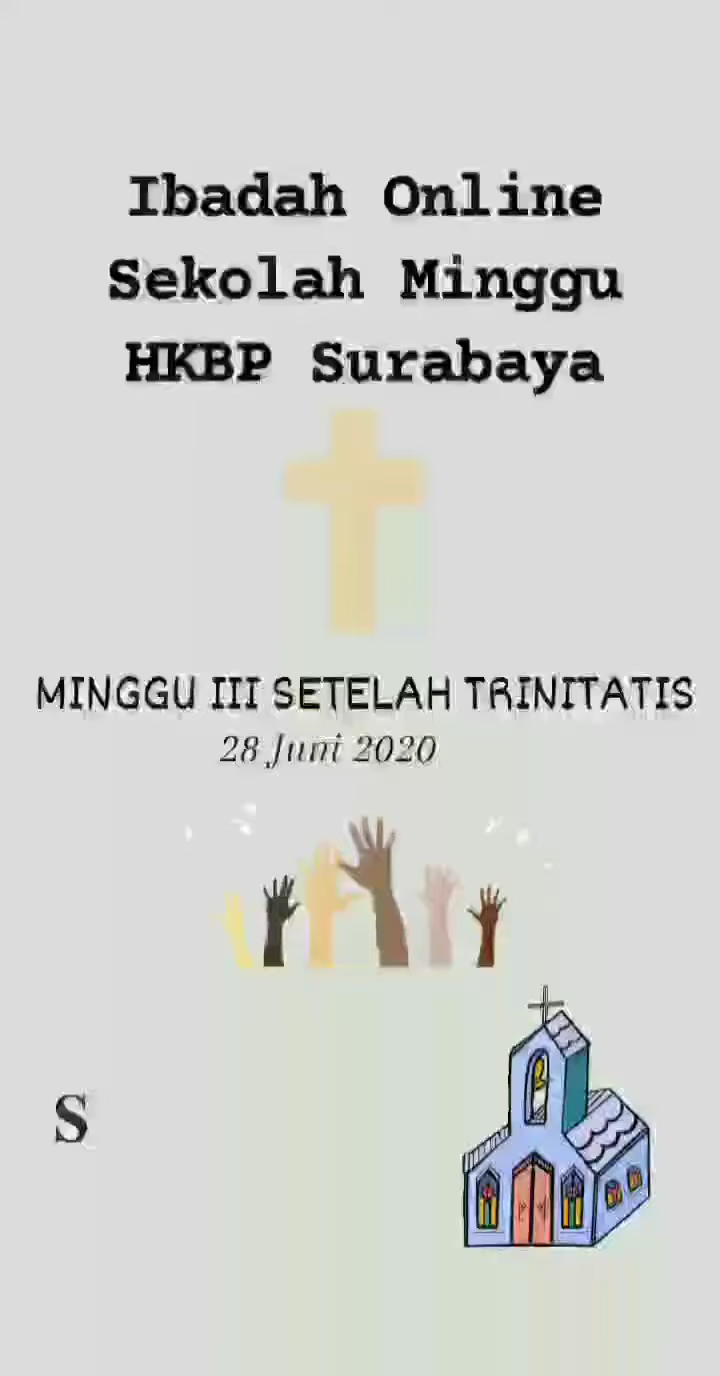 Ibadah Online
Sekolah Minggu
HKBP Surabaya
MINGGU III SETELAH TRINITATIS
28 Juni 2020
S